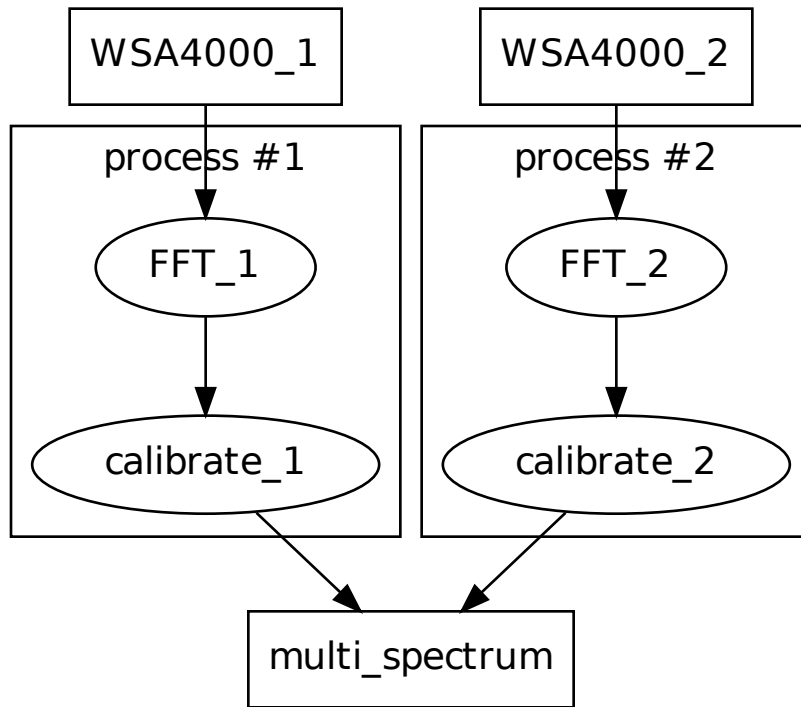 WSA4000_1
WSA4000_2
process #1
process #2
FFT_1
FFT_2
calibrate_1
calibrate_2
multi_spectrum